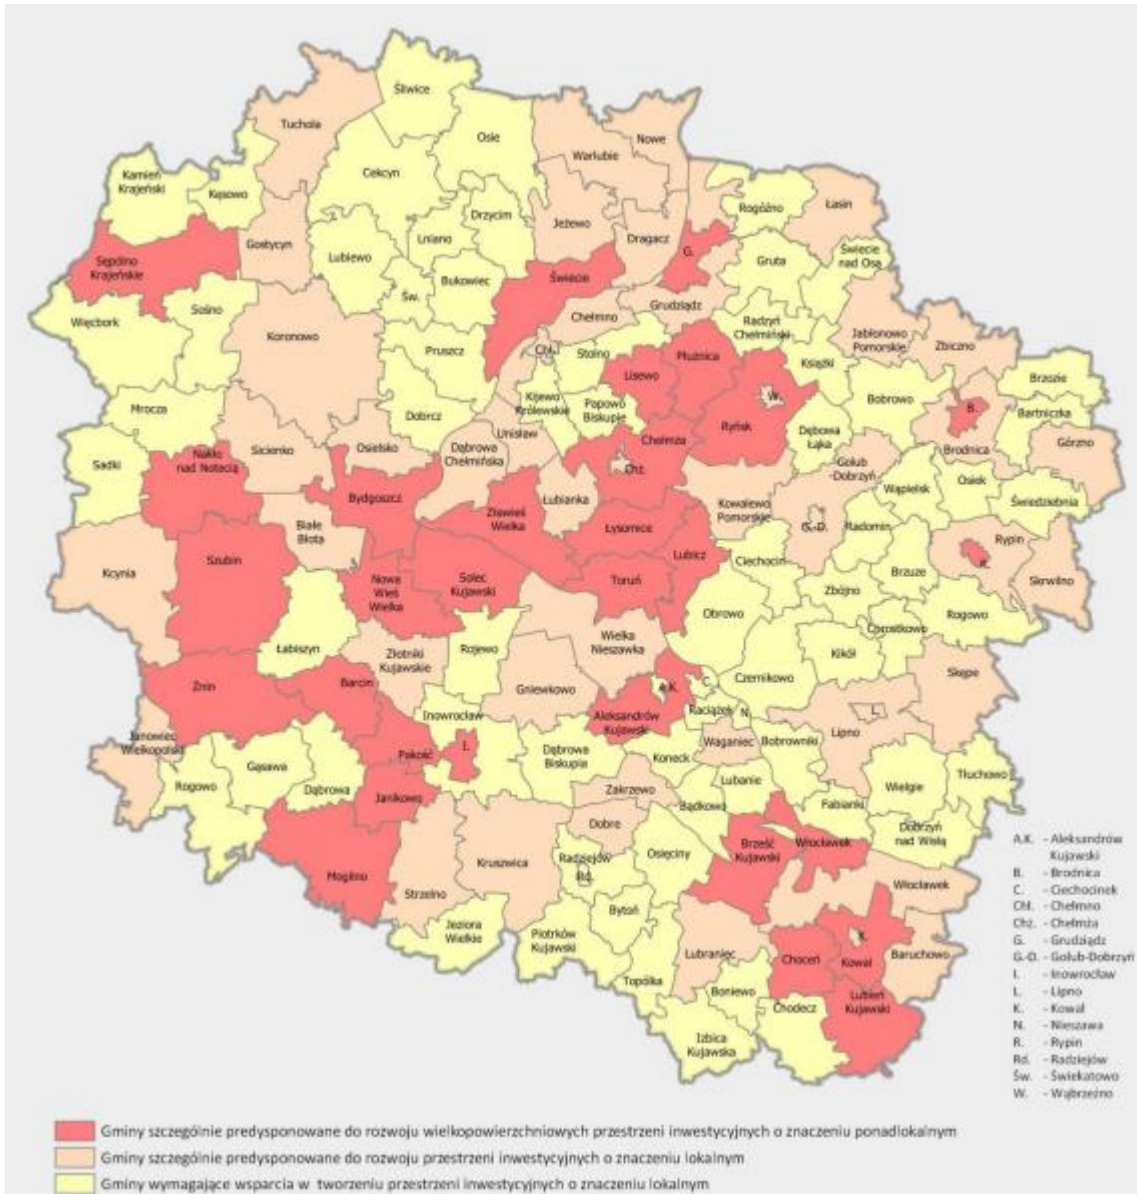 Śliwice
Tuchola
Osie
Nowe
Warlubie
Cekcyn
Kamień
Krajeński
Kęsowo
Rogóźno
Łasin
Drzycim
Jeżewo
Lniano
Dragacz
Gostycyn
Świecie
nad Osą
G.
Lubiewo
Gruta
Sępólno
Krajeńskie
Świecie
Bukowiec
Św.
Grudziądz
Sośno
Chełmno
Więcbork
Radzyń
Chełmiński
Koronowo
Jabłonowo
Pomorskie
Zbiczno
Chł.
Pruszcz
Stolno
Płużnica
Książki
Lisewo
Brzozie
Kijewo
Królewskie
Papowo
Biskupie
W.
Bobrowo
B.
Mrocza
Dobrcz
Bartniczka
Unisław
Ryńsk
Dębowa
Łąka
Chełmża
Sicienko
Osielsko
Dąbrowa
Chełmińska
Brodnica
Górzno
Nakło
nad Notecią
Golub
-Dobrzyń
Sadki
Chż.
Bydgoszcz
Osiek
Wąpielsk
Łubianka
Kowalewo
Pomorskie
Świedziebnia
Zławieś
Wielka
Białe
Błota
Łysomice
G.-D.
Radomin
Rypin
Lubicz
Ciechocin
R.
Szubin
Kcynia
Brzuze
Skrwilno
Nowa
Wieś
Wielka
Solec
Kujawski
Toruń
Zbójno
Obrowo
Rogowo
Chrostkowo
Wielka
Nieszawka
Łabiszyn
Złotniki
Kujawskie
Rojewo
Kikół
Skępe
Czernikowo
Żnin
Barcin
A.K.
C.
Gniewkowo
Raciążek
N.
L.
Inowrocław
Aleksandrów
Kujawski
Janowiec
Wielkopolski
Lipno
Waganiec
Bobrowniki
I.
Pakość
Dąbrowa
Biskupia
Koneck
Gąsawa
Tłuchowo
Rogowo
Dąbrowa
Lubanie
Wielgie
Zakrzewo
Janikowo
Bądkowo
Fabianki
Dobre
Dobrzyń
nad Wisłą
Brześć
Kujawski
Włocławek
Radziejów
Osięciny
Kruszwica
Rd.
Mogilno
Włocławek
Strzelno
Bytoń
Jeziora
Wielkie
K.
Piotrków
Kujawski
Lubraniec
Choceń
Kowal
Baruchowo
Topólka
Boniewo
Lubień
Kujawski
Chodecz
Izbica
Kujawska
A.K. - Aleksandrów
Kujawski
B. - Brodnica
C. - Ciechocinek
Chł. - Chełmno
Chż. - Chełmża
G. - Grudziądz
G.-D. - Golub-Dobrzyń
I. - Inowrocław
L. - Lipno
K. - Kowal
N. - Nieszawa
R. - Rypin
Rd. - Radziejów
Św. - Świekatowo
W. - Wąbrzeźno
Gminy szczególnie predysponowane do rozwoju wielkopowierzchniowych przestrzeni inwestycyjnych o znaczeniu ponadlokalnym
Gminy szczególnie predysponowane do rozwoju przestrzeni inwestycyjnych o znaczeniu lokalnym
Gminy wymagające wsparcia w tworzeniu przestrzeni inwestycyjnych o znaczeniu lokalnym